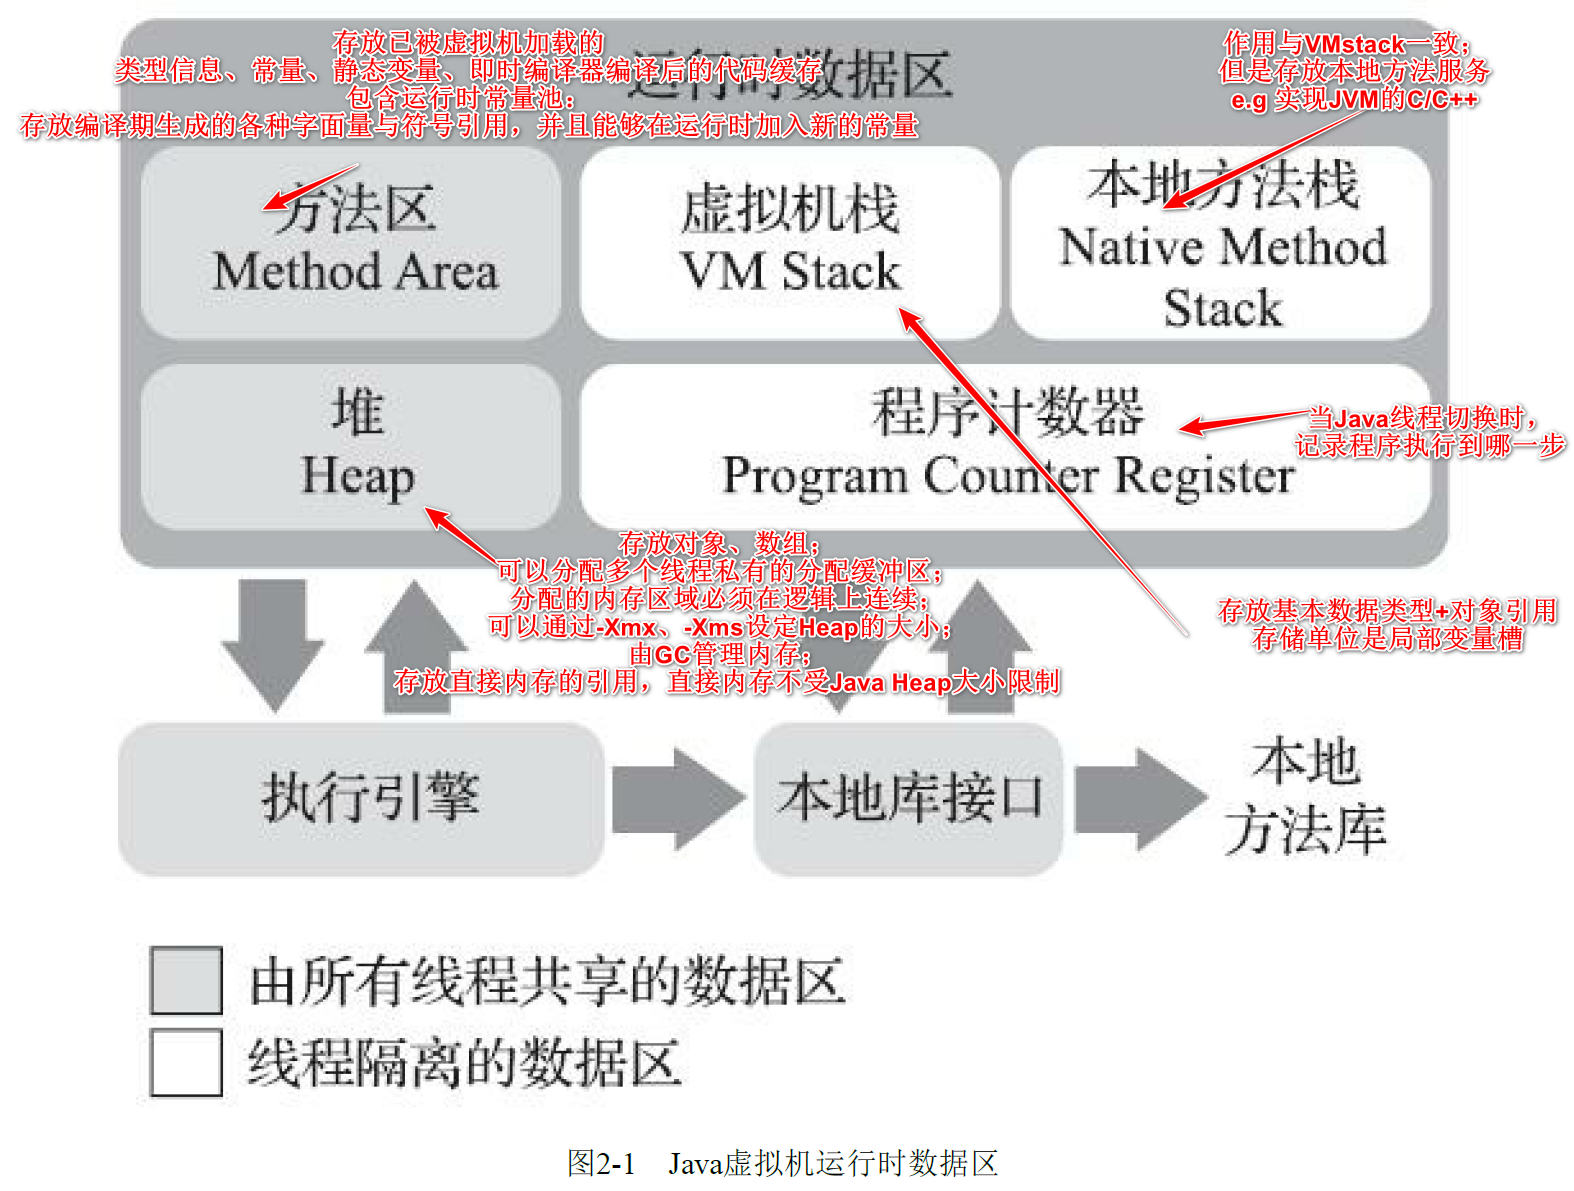 存放已被虚拟机加载的
类型信息、常量、静态变量、即时编译器编译后的代码缓存
包含运行时常量池：
存放编译期生成的各种字面量与符号引用，并且能够在运行时加入新的常量
运行时数据区
作用与VMstack一致；
但是存放本地方法服务
e.g 实现JVM的C/C++
方法区
Method Area
虚拟机栈
VM Stack
本地方法栈
Native Method
Stack
堆
Heap
程序计数器
Program Counter Register
当Java线程切换时，
记录程序执行到哪一步
存放对象、数组；
可以分配多个线程私有的分配缓冲区；
分配的内存区域必须在逻辑上连续；
可以通过-Xmx、-Xms设定Heap的大小；
由GC管理内存；
存放直接内存的引用，直接内存不受Java Heap大小限制
存放基本数据类型+对象引用
存储单位是局部变量槽
执行引擎
本地库接口
本地
方法库
由所有线程共享的数据区
线程隔离的数据区
图2-1 Java虚拟机运行时数据区